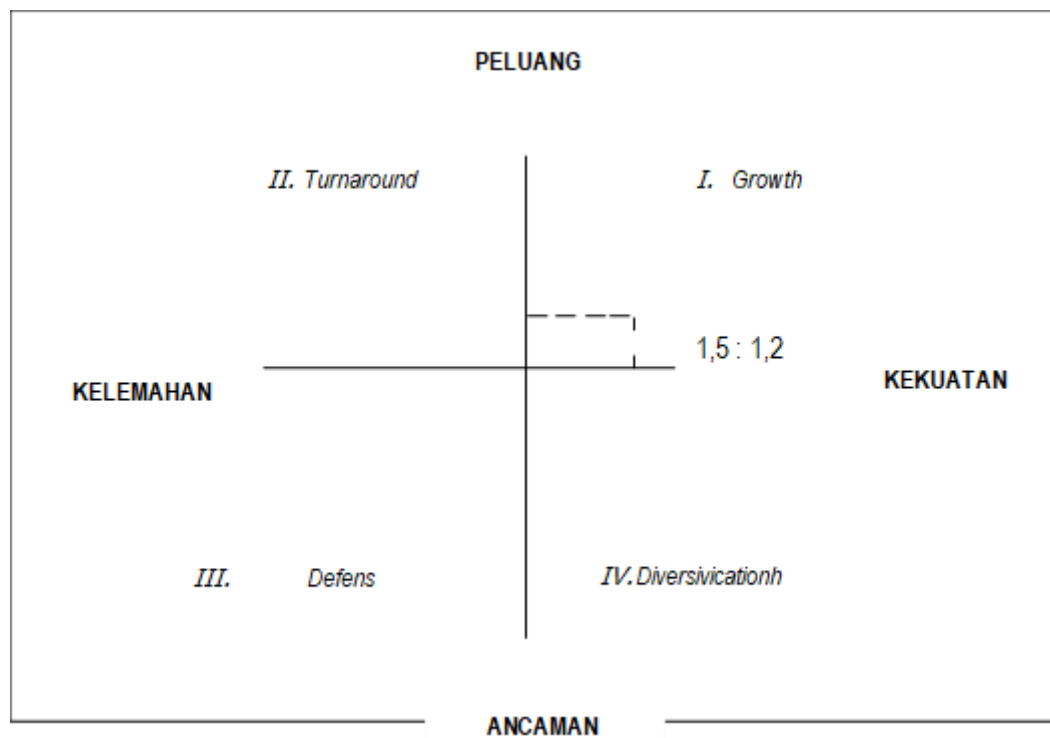 PELUANG
II. Turnaround
I. Growth
1,5 : 1,2
KELEMAHAN
KEKUATAN
III. Defens
IV. Diversivicationh
ANCAMAN